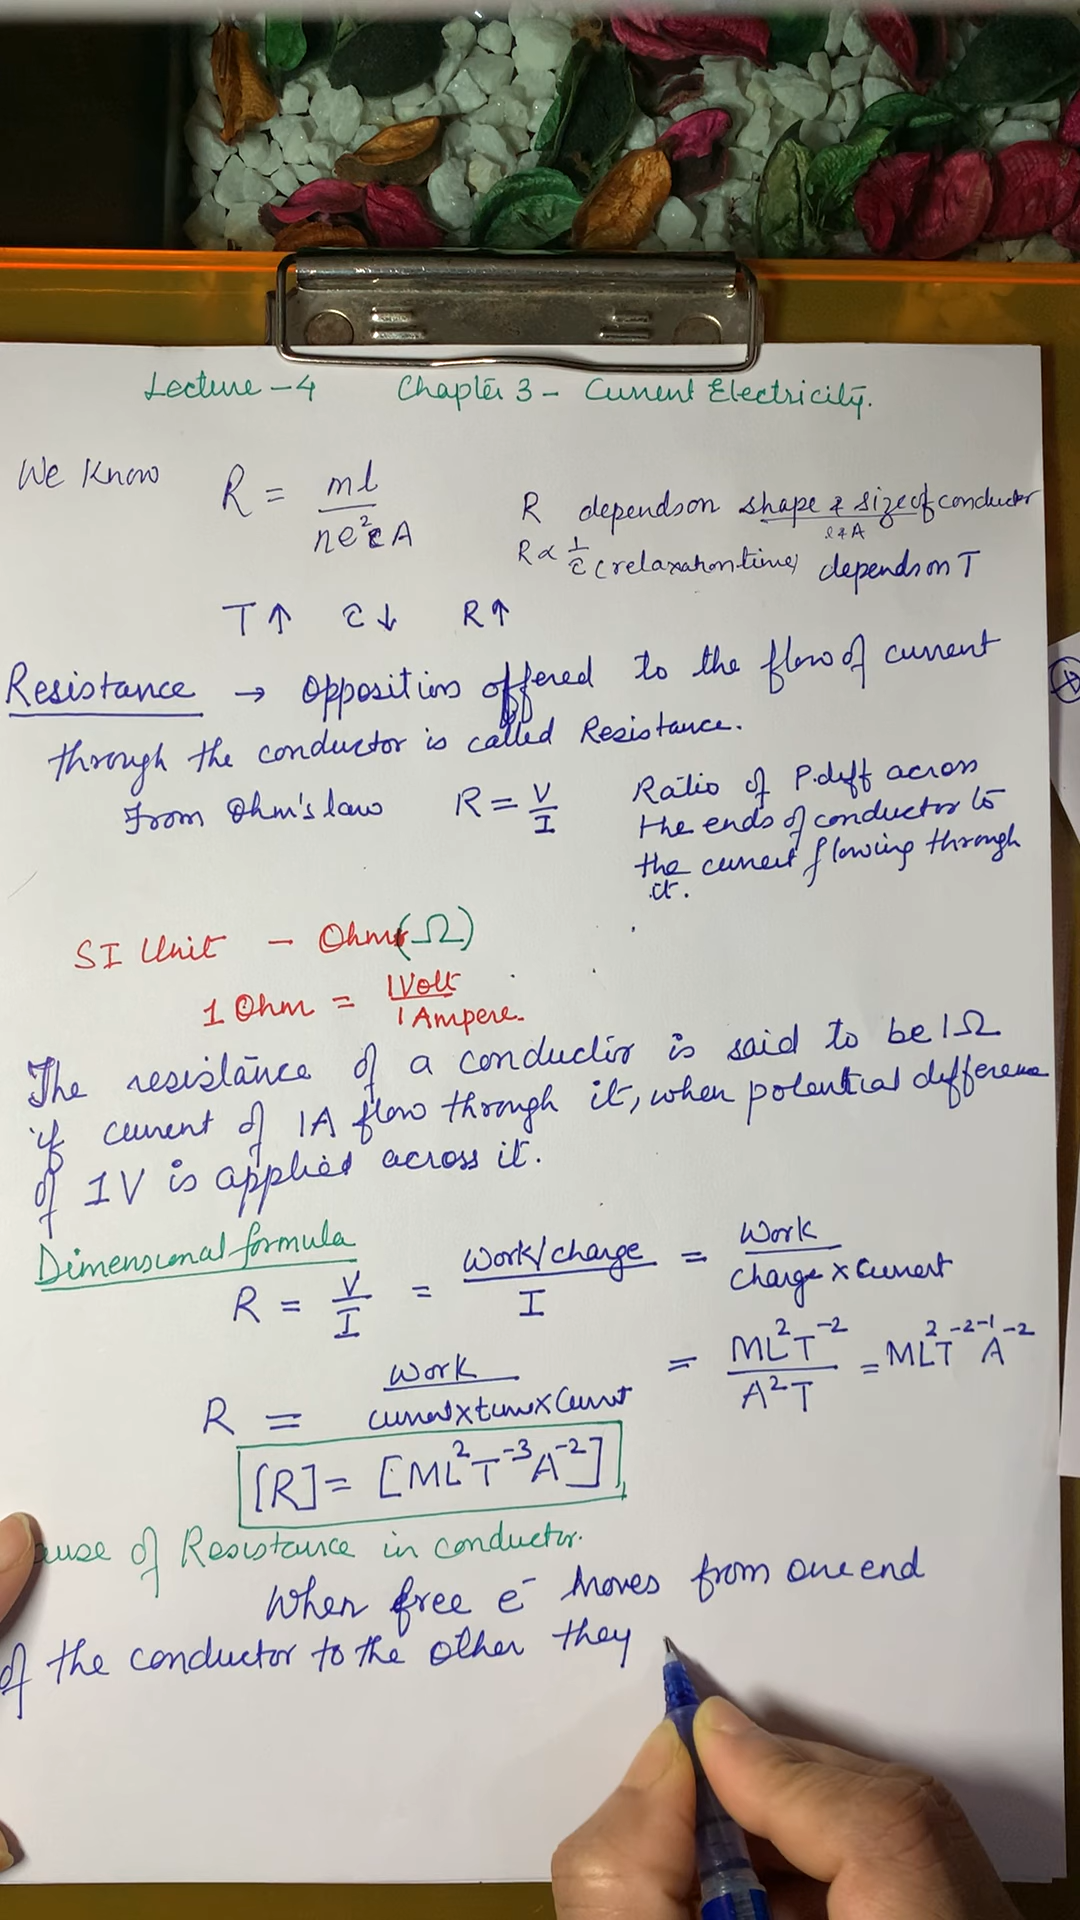 Lecture - 4 Chapter 3 - Current Electricity.
We Know R = ml / ne²τA
R depends on shape & size of conductor
l & A
R ∝ 1/τ (relaxation time) depends on T
T↑ τ↓ R↑
Resistance → Opposition offered to the flow of current
through the conductor is called Resistance.
From Ohm's law R = V/I
Ratio of P.diff across
the ends of conductor to
the current flowing through
it.
SI Unit - Ohm (Ω)
1 Ohm = 1 Volt / 1 Ampere.
The resistance of a conductor is said to be 1Ω
if current of 1A flow through it, when potential difference
of 1V is applied across it.
Dimensional formula
R = V/I = Work/charge / I = Work / charge × Current
R = Work / current × time × Current = ML²T⁻² / A²T = ML²T⁻²⁻¹A⁻²
[R] = [ML²T⁻³A⁻²]
ause of Resistance in conductor.
When free e⁻ moves from one end
of the conductor to the other they